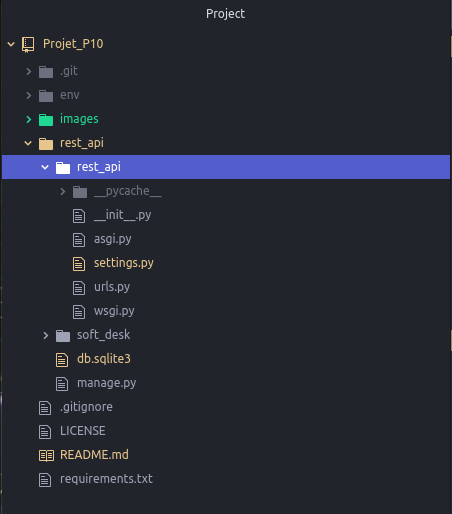 Project
Projet_P10
.git
env
images
rest_api
rest_api
__pycache__
__init__.py
asgi.py
settings.py
urls.py
wsgi.py
soft_desk
db.sqlite3
manage.py
.gitignore
LICENSE
README.md
requirements.txt